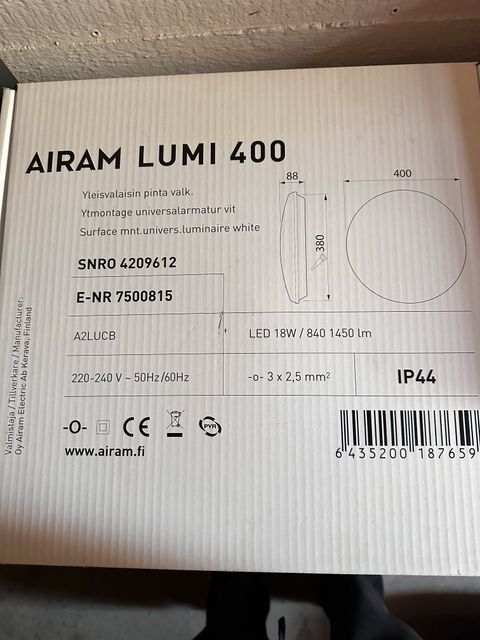 AIRAM LUMI 400
Yleisvalaisin pinta valk.
Ytmontage universalarmatur vit
Surface mnt.univers.luminaire white
88
400
380
SNRO 4209612
E-NR 7500815
A2LUCB
LED 18W / 840 1450 lm
220-240 V ~ 50Hz/60Hz
-o- 3 x 2,5 mm²
IP44
-O-
CE
PYR
www.airam.fi
6 435200 187659
Valmistaja / Tillverkare / Manufacturer:
Oy Airam Electric Ab Kerava, Finland